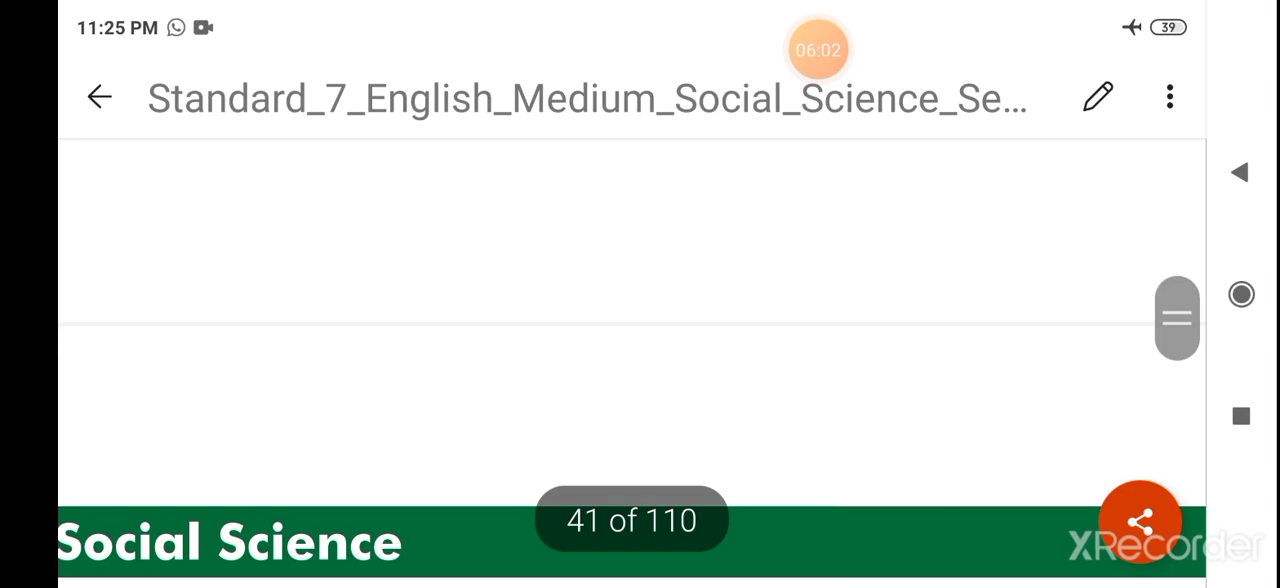 11:25 PM
06:02
39
Standard_7_English_Medium_Social_Science_Se...
41 of 110
Social Science
XRecorder